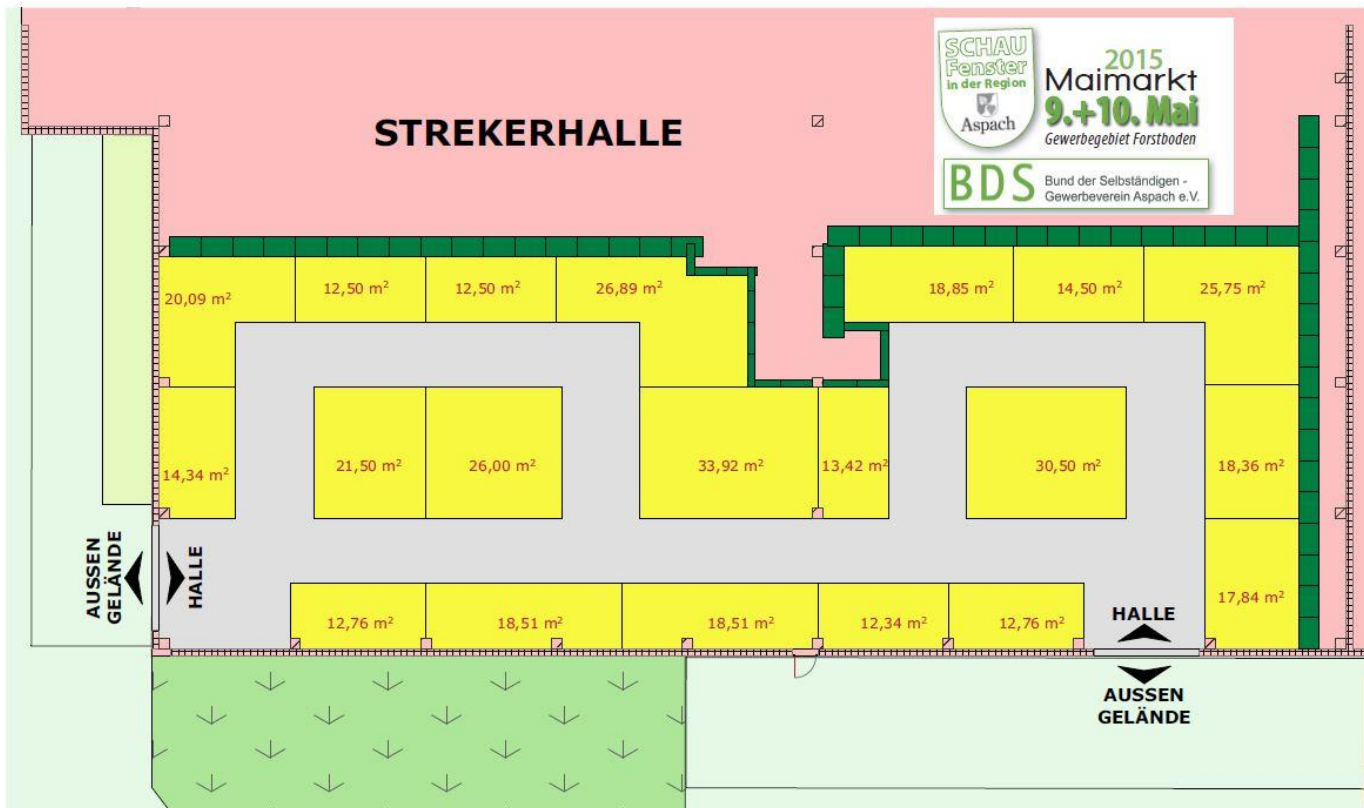 SCHAU
Fenster
in der Region
Aspach
2015
Maimarkt
9.+10. Mai
Gewerbegebiet Forstboden
BDS
Bund der Selbständigen -
Gewerbeverein Aspach e.V.
STREKERHALLE
20,09 m²
12,50 m²
12,50 m²
26,89 m²
18,85 m²
14,50 m²
25,75 m²
14,34 m²
21,50 m²
26,00 m²
33,92 m²
13,42 m²
30,50 m²
18,36 m²
AUSSEN
GELÄNDE
HALLE
12,76 m²
18,51 m²
18,51 m²
12,34 m²
12,76 m²
17,84 m²
HALLE
AUSSEN
GELÄNDE